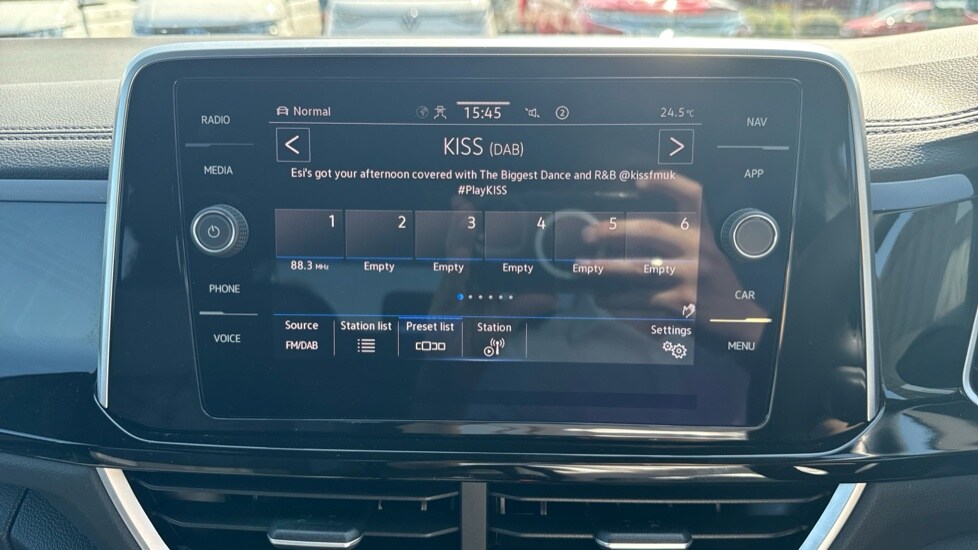 RADIO
MEDIA
PHONE
VOICE
Normal
15:45
2
24.5°C
NAV
APP
CAR
MENU
< KISS (DAB) >
Esi's got your afternoon covered with The Biggest Dance and R&B @kissfmuk
#PlayKISS
1 2 3 4 5 6
88.3 MHz Empty Empty Empty Empty Empty
Source Station list Preset list Station Settings
FM/DAB